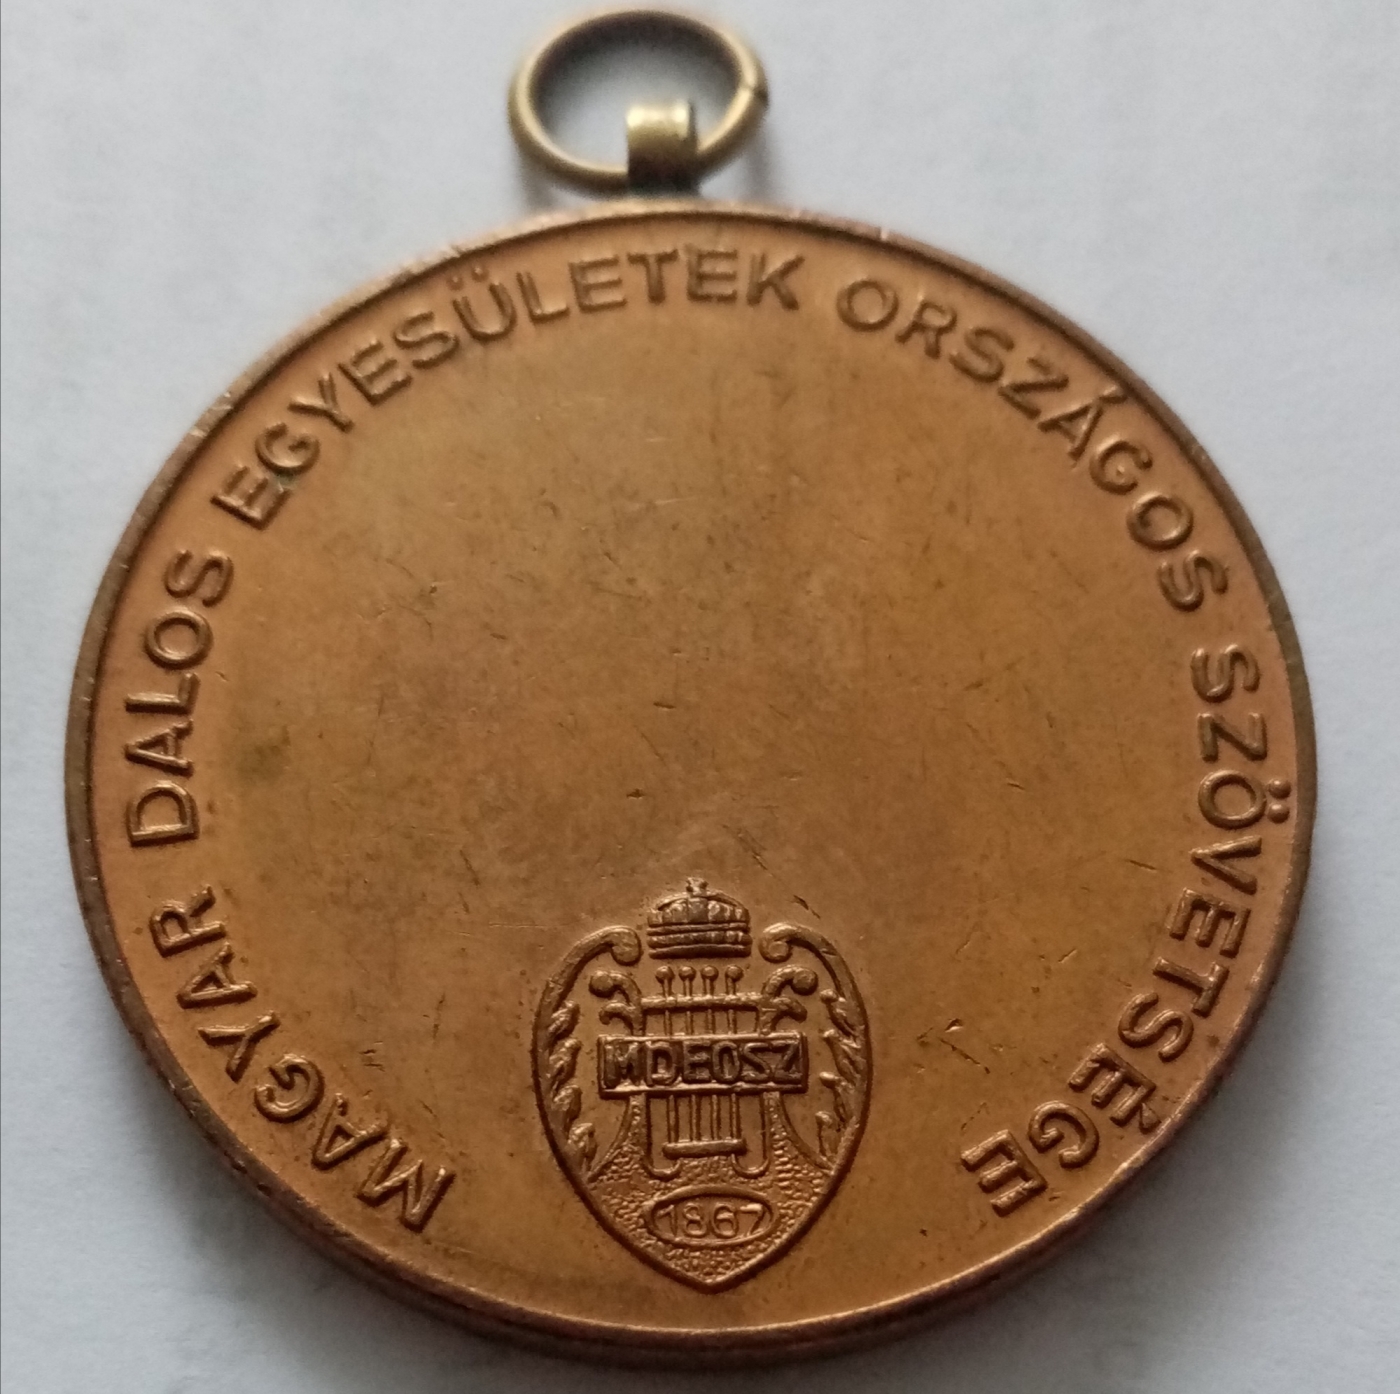 MAGYAR DALOS EGYESÜLETEK ORSZÁGOS SZÖVETSÉGE
MDEOSZ
1867